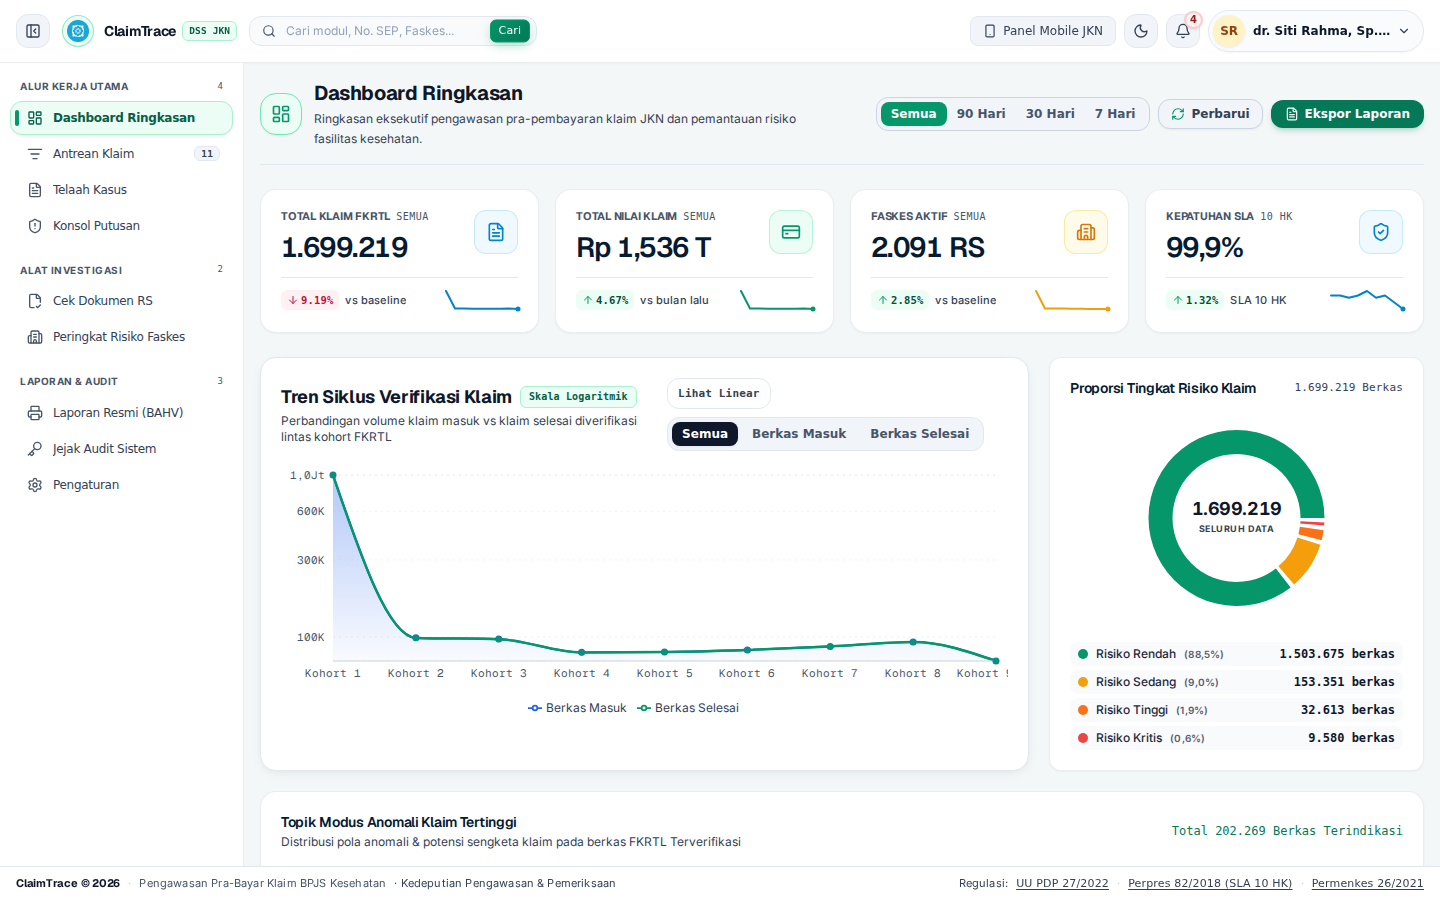 ClaimTrace DSS JKN
Cari modul, No. SEP, Faskes... Cari
Panel Mobile JKN
4
SR dr. Siti Rahma, Sp....
ALUR KERJA UTAMA 4
Dashboard Ringkasan
Antrean Klaim 11
Telaah Kasus
Konsol Putusan
ALAT INVESTIGASI 2
Cek Dokumen RS
Peringkat Risiko Faskes
LAPORAN & AUDIT 3
Laporan Resmi (BAHV)
Jejak Audit Sistem
Pengaturan
Dashboard Ringkasan
Ringkasan eksekutif pengawasan pra-pembayaran klaim JKN dan pemantauan risiko
fasilitas kesehatan.
Semua 90 Hari 30 Hari 7 Hari
Perbarui
Ekspor Laporan
TOTAL KLAIM FKRTL SEMUA
1.699.219
9.19% vs baseline
TOTAL NILAI KLAIM SEMUA
Rp 1,536 T
4.67% vs bulan lalu
FASKES AKTIF SEMUA
2.091 RS
2.85% vs baseline
KEPATUHAN SLA 10 HK
99,9%
1.32% SLA 10 HK
Tren Siklus Verifikasi Klaim Skala Logaritmik
Perbandingan volume klaim masuk vs klaim selesai diverifikasi
lintas kohort FKRTL
Lihat Linear
Semua Berkas Masuk Berkas Selesai
1,0Jt
600K
300K
100K
Kohort 1 Kohort 2 Kohort 3 Kohort 4 Kohort 5 Kohort 6 Kohort 7 Kohort 8 Kohort
Berkas Masuk Berkas Selesai
Proporsi Tingkat Risiko Klaim 1.699.219 Berkas
1.699.219
SELURUH DATA
Risiko Rendah (88,5%) 1.503.675 berkas
Risiko Sedang (9,0%) 153.351 berkas
Risiko Tinggi (1,9%) 32.613 berkas
Risiko Kritis (0,6%) 9.580 berkas
Topik Modus Anomali Klaim Tertinggi
Distribusi pola anomali & potensi sengketa klaim pada berkas FKRTL Terverifikasi
Total 202.269 Berkas Terindikasi
ClaimTrace © 2026 · Pengawasan Pra-Bayar Klaim BPJS Kesehatan · Kedeputian Pengawasan & Pemeriksaan
Regulasi: UU PDP 27/2022 · Perpres 82/2018 (SLA 10 HK) · Permenkes 26/2021